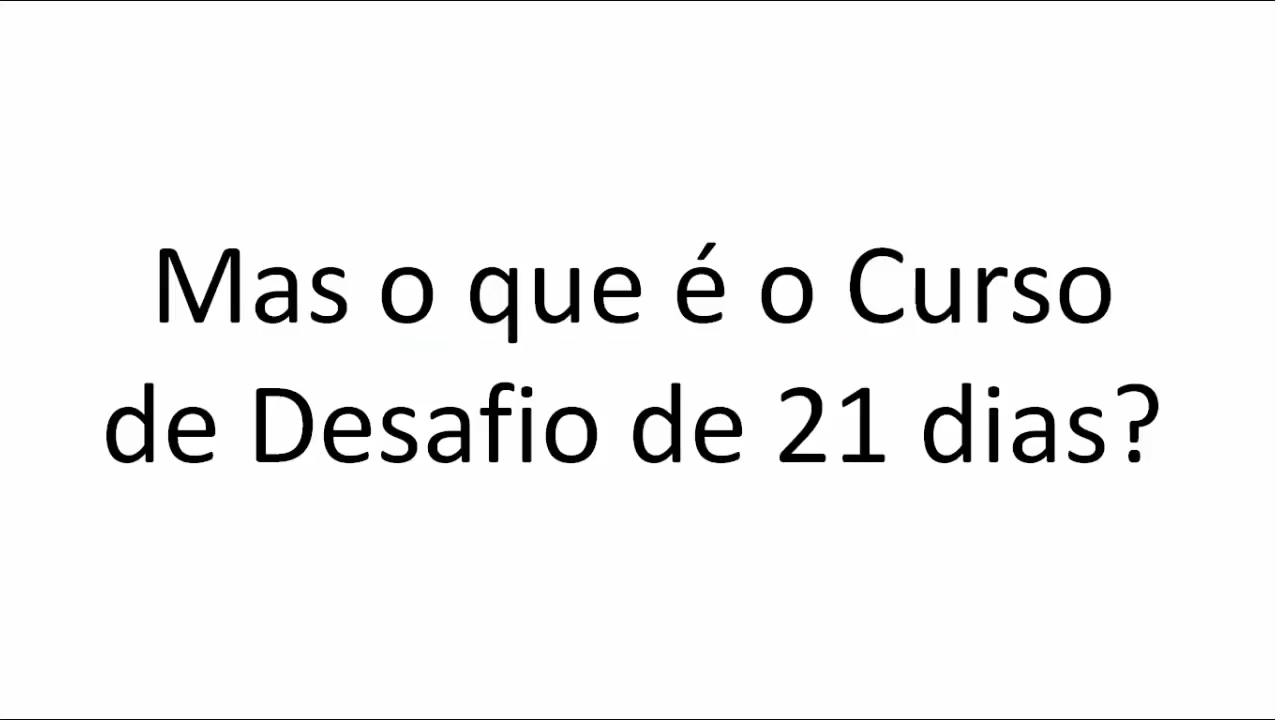 Mas o que é o Curso
de Desafio de 21 dias?